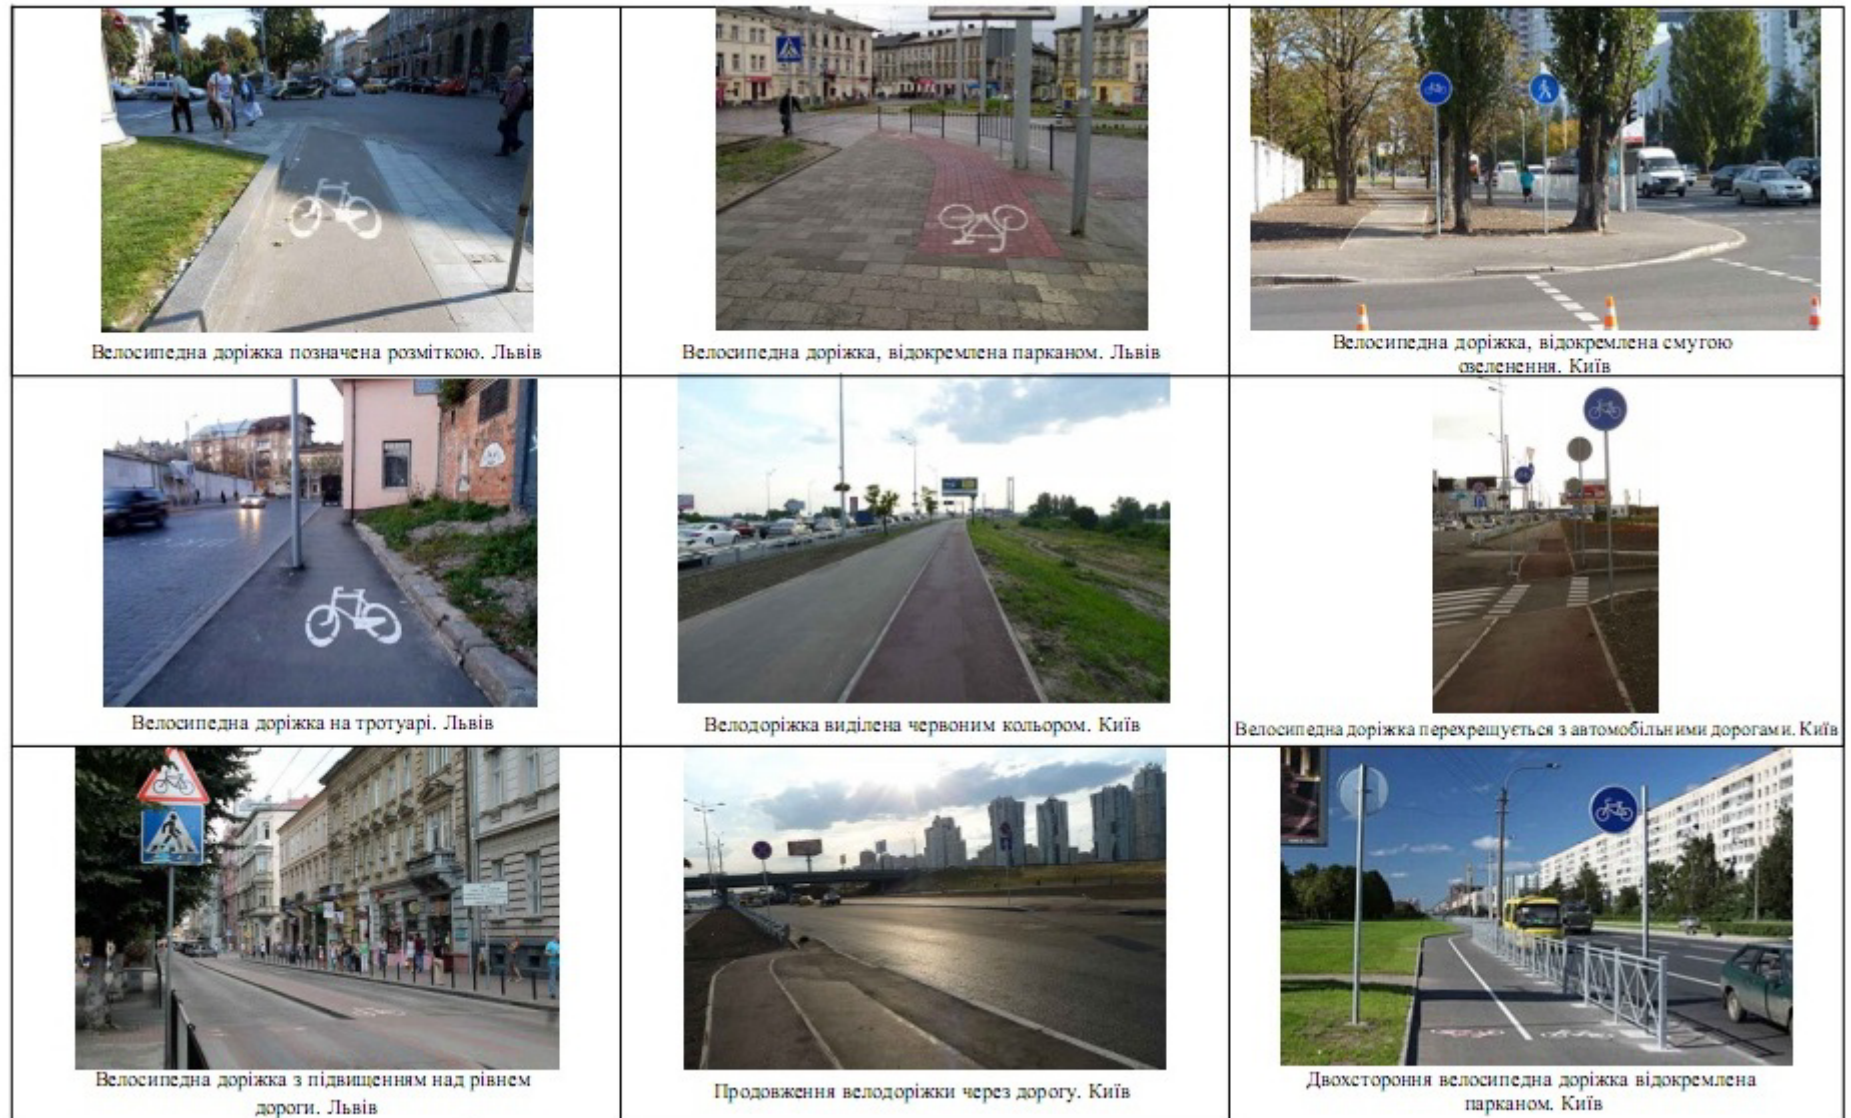 Велосипедна доріжка позначена розміткою. Львів
Велосипедна доріжка, відокремлена парканом. Львів
Велосипедна доріжка, відокремлена смугою
озеленення. Київ
Велосипедна доріжка на тротуарі. Львів
Велодоріжка виділена червоним кольором. Київ
Велосипедна доріжка перехрещується з автомобільними дорогами. Київ
Велосипедна доріжка з підвищенням над рівнем
дороги. Львів
Продовження велодоріжки через дорогу. Київ
Двохстороння велосипедна доріжка відокремлена
парканом. Київ